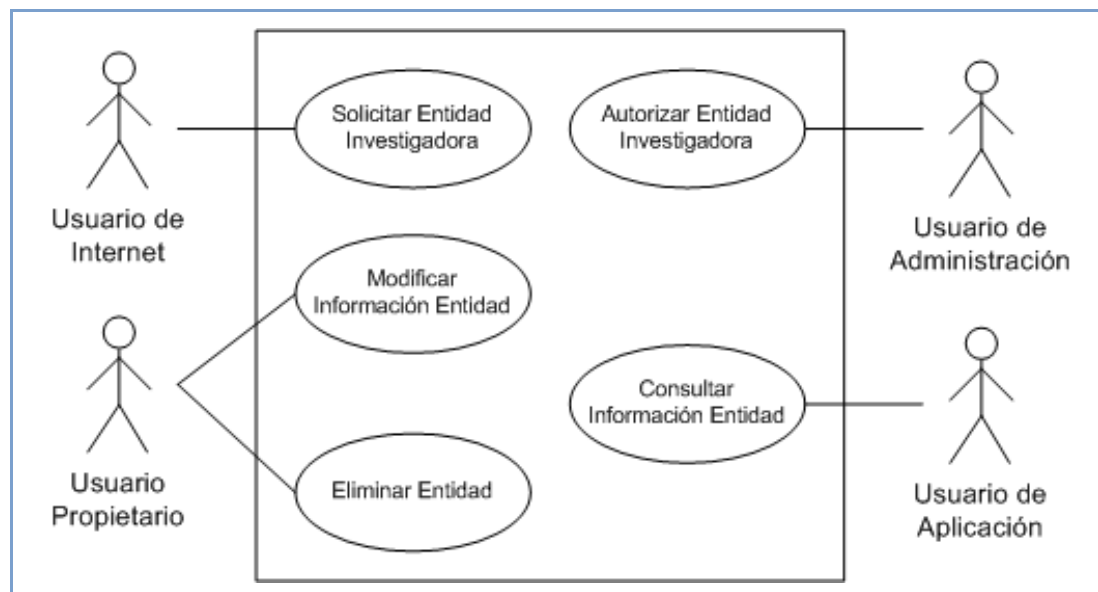 Solicitar Entidad
Investigadora
Autorizar Entidad
Investigadora
Usuario de
Internet
Usuario de
Administración
Modificar
Información Entidad
Consultar
Información Entidad
Usuario
Propietario
Eliminar Entidad
Usuario de
Aplicación